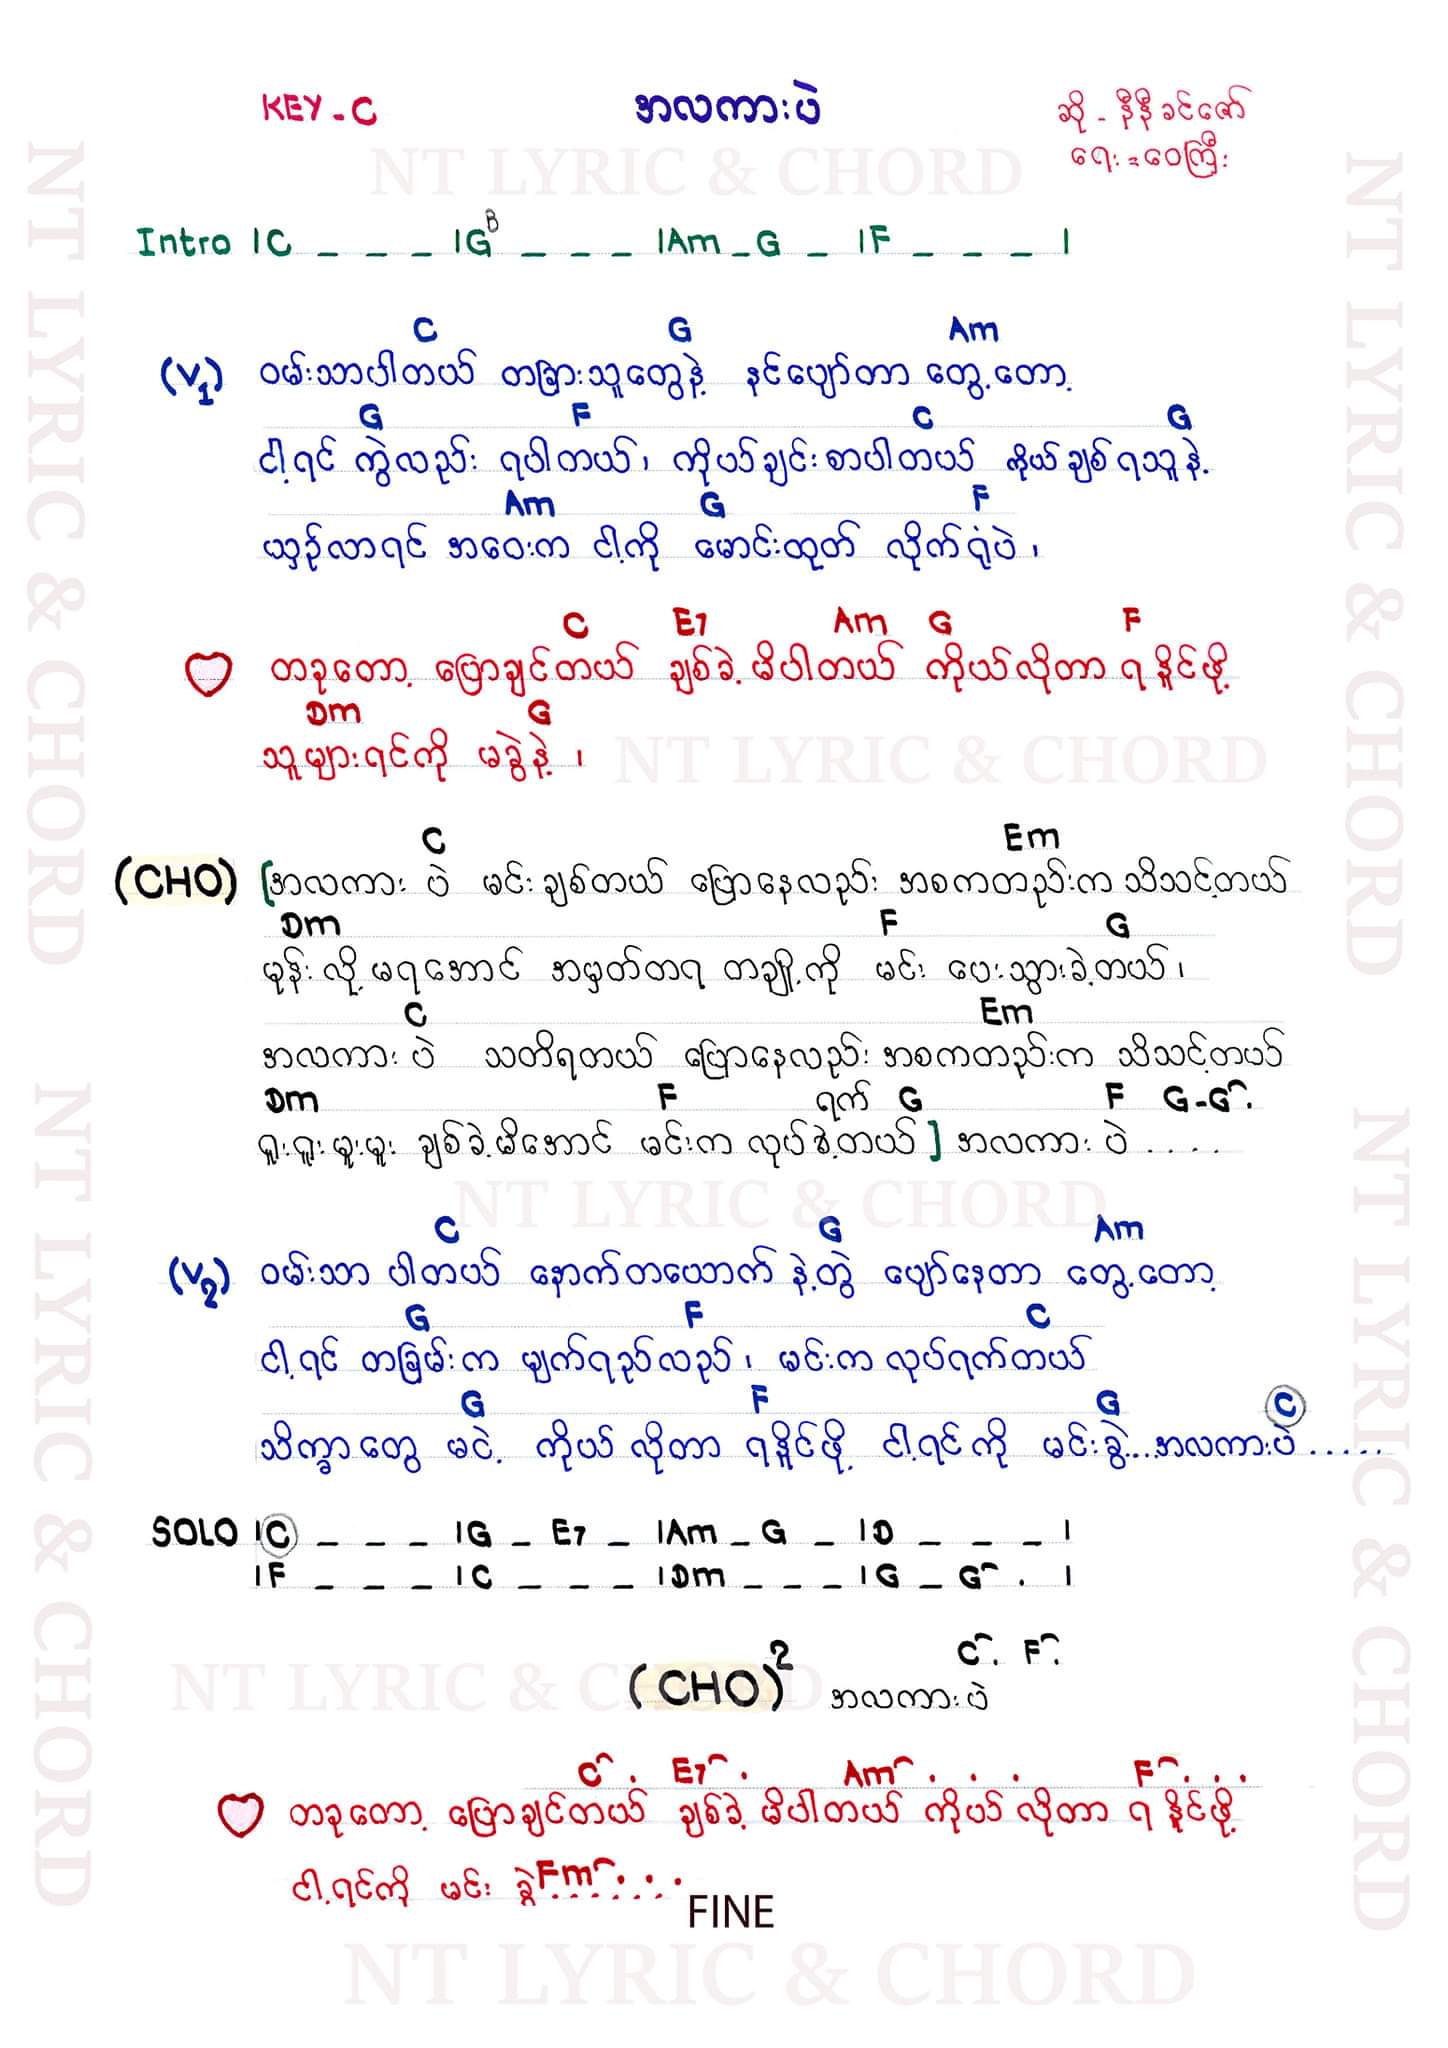 KEY - C
အလကားပဲ
ဆို - နီနီခင်ဇော်
ရေး = ဝေကြီး
NT LYRIC & CHORD
Intro |C _ _ _ |G B _ _ _ |Am _ G _ |F _ _ _ |
C G Am
(V1) ဝမ်းသာပါတယ် တခြားသူတွေနဲ့ နင်ပျော်တာ တွေ့တော့
G F C G
ငါ့ရင် ကွဲလည်း ရပါတယ်၊ ကိုယ်ချင်းစာပါတယ် ကိုယ်ချစ်ရသူနဲ့
Am G F
ယှဉ်လာရင် အဝေးက ငါ့ကို မောင်းထုတ် လိုက်ရုံပဲ၊
C E7 Am G F
တခုတော့ ပြောချင်တယ် ချစ်ခဲ့မိပါတယ် ကိုယ်လိုတာ ရနိူင်ဖို့
Dm G
သူများရင်ကို မခွဲနဲ့၊
NT LYRIC & CHORD
C Em
(CHO) [အလကား ပဲ မင်းချစ်တယ် ပြောနေလည်း အစကတည်းက သိသင့်တယ်
Dm F G
မုန်းလို့မရအောင် အမှတ်တရ တချို့ကို မင်း ပေးသွားခဲ့တယ်၊
C Em
အလကား ပဲ သတိရတယ် ပြောနေလည်း အစကတည်းက သိသင့်တယ်
Dm F ရက် G F G-G.
ရူးရူးမူးမူး ချစ်ခဲ့မိအောင် မင်းက လုပ်ခဲ့တယ်] အလကား ပဲ ....
NT LYRIC & CHORD
C G Am
(V2) ဝမ်းသာ ပါတယ် နောက်တယောက် နဲ့တွဲ ပျော်နေတာ တွေ့တော့
G F C
ငါ့ရင် တခြမ်းက မျက်ရည်လည်၊ မင်းက လုပ်ရက်တယ်
G F G C
သိက္ခာတွေ မငဲ့ ကိုယ်လိုတာ ရနိူင်ဖို့ ငါ့ရင်ကို မင်းခွဲ...အလကားပဲ.....
SOLO |C _ _ _ |G _ E7 _ |Am _ G _ |D _ _ _ |
|F _ _ _ |C _ _ _ |Dm _ _ _ |G _ G . |
C. F.
NT LYRIC & CHORD
(CHO)2 အလကားပဲ
C . E7 . Am . . . F . . .
တခုတော့ ပြောချင်တယ် ချစ်ခဲ့မိပါတယ် ကိုယ်လိုတာ ရနိူင်ဖို့
ငါ့ရင်ကို မင်း ခွဲ Fm . . .
FINE
NT LYRIC & CHORD
NT LYRIC & CHORD
NT LYRIC & CHORD
NT LYRIC & CHORD
NT LYRIC & CHORD